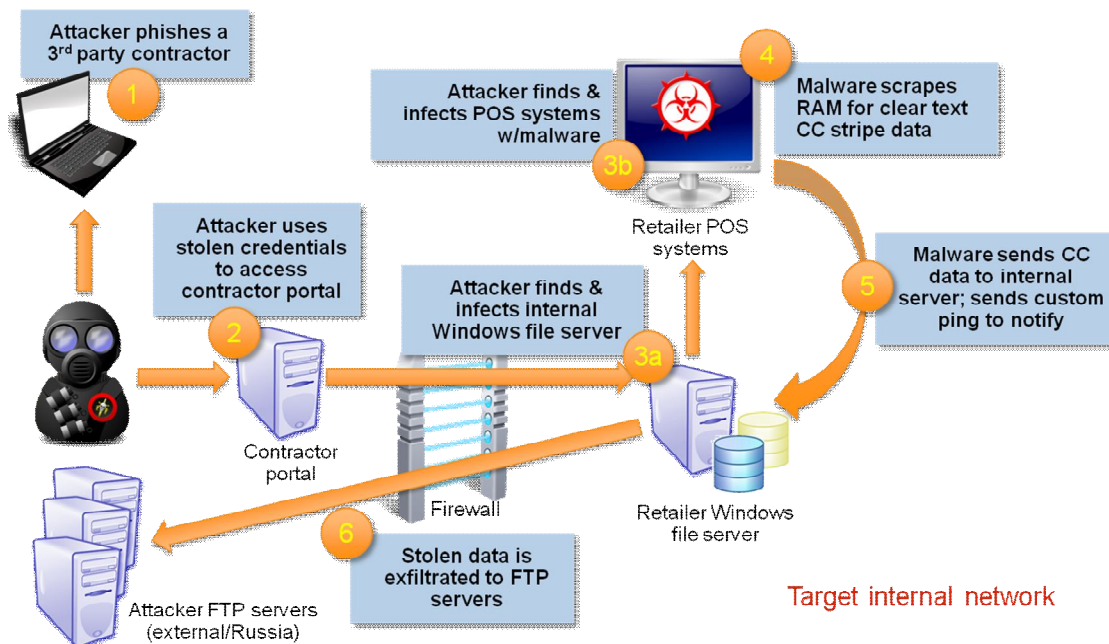 Attacker phishes a
3rd party contractor
1
Attacker uses
stolen credentials
to access
contractor portal
2
Contractor
portal
Attacker finds &
infects internal
Windows file server
3a
Firewall
Retailer Windows
file server
Attacker finds &
infects POS systems
w/malware
3b
Retailer POS
systems
4
Malware scrapes
RAM for clear text
CC stripe data
5
Malware sends CC
data to internal
server; sends custom
ping to notify
6
Stolen data is
exfiltrated to FTP
servers
Attacker FTP servers
(external/Russia)
Target internal network